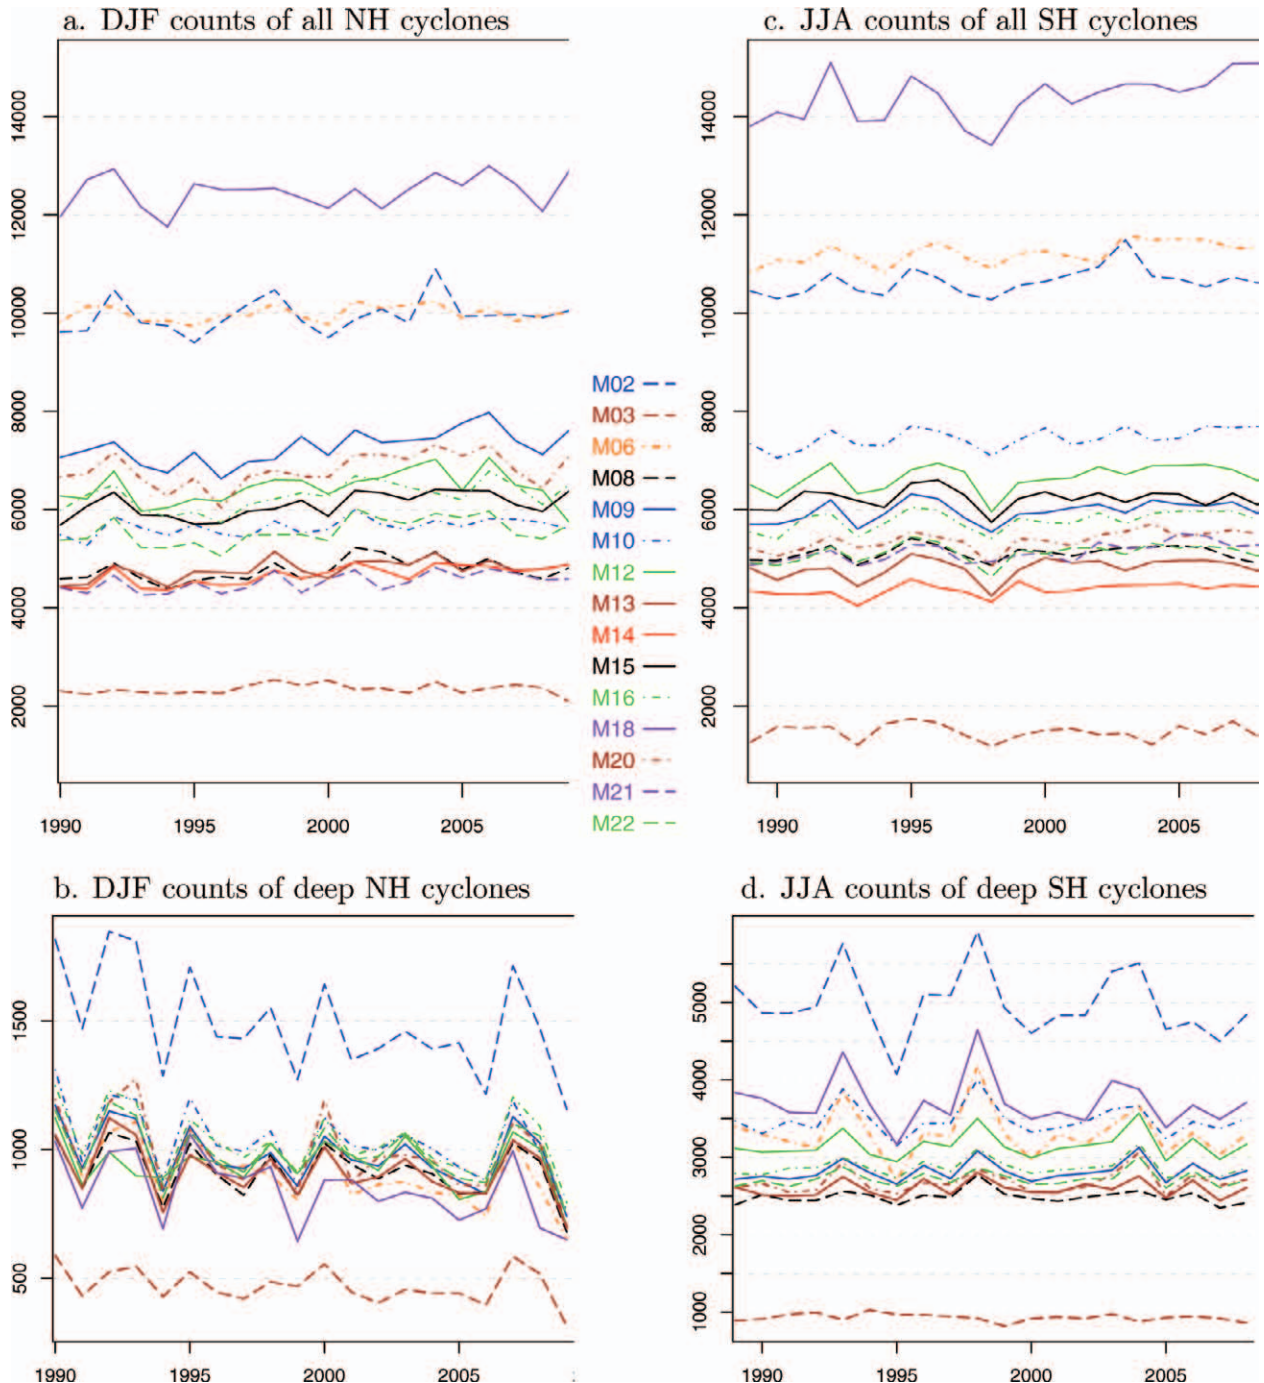 a. DJF counts of all NH cyclones
14000
12000
10000
8000
6000
4000
2000
1990
1995
2000
2005
M02
M03
M06
M08
M09
M10
M12
M13
M14
M15
M16
M18
M20
M21
M22
c. JJA counts of all SH cyclones
14000
12000
10000
8000
6000
4000
2000
1990
1995
2000
2005
b. DJF counts of deep NH cyclones
1500
1000
500
1990
1995
2000
2005
d. JJA counts of deep SH cyclones
5000
4000
3000
2000
1000
1990
1995
2000
2005